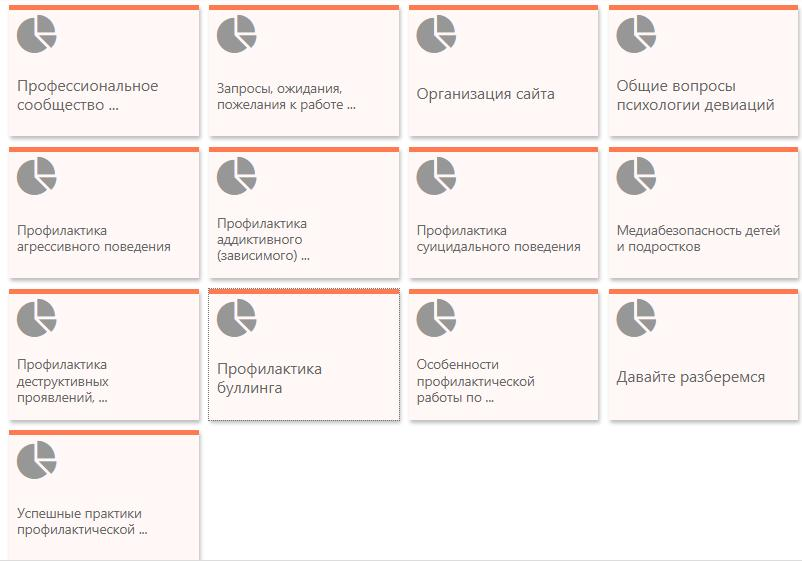 Профессиональное
сообщество ...
Запросы, ожидания,
пожелания к работе ...
Организация сайта
Общие вопросы
психологии девиаций
Профилактика
агрессивного поведения
Профилактика
аддиктивного
(зависимого) ...
Профилактика
суицидального поведения
Медиабезопасность детей
и подростков
Профилактика
деструктивных
проявлений, ...
Профилактика
буллинга
Особенности
профилактической
работы по ...
Давайте разберемся
Успешные практики
профилактической ...